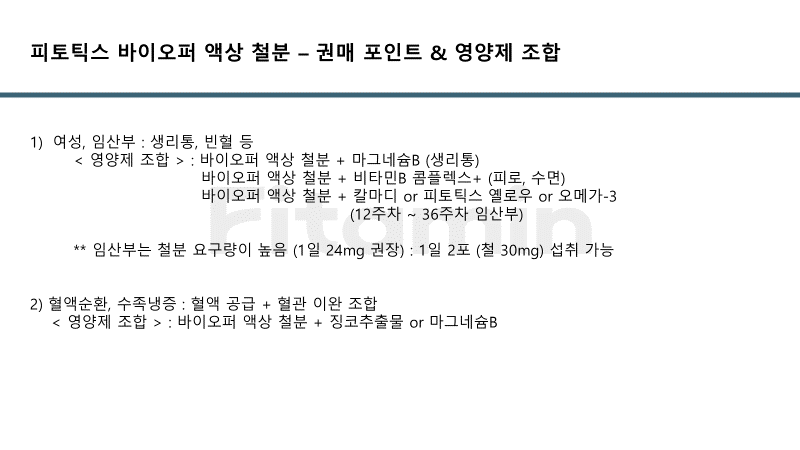 피토틱스 바이오퍼 액상 철분 – 권매 포인트 & 영양제 조합
1) 여성, 임산부 : 생리통, 빈혈 등
< 영양제 조합 > : 바이오퍼 액상 철분 + 마그네슘B (생리통)
바이오퍼 액상 철분 + 비타민B 콤플렉스+ (피로, 수면)
바이오퍼 액상 철분 + 칼마디 or 피토틱스 옐로우 or 오메가-3
(12주차 ~ 36주차 임산부)
Fitamin
** 임산부는 철분 요구량이 높음 (1일 24mg 권장) : 1일 2포 (철 30mg) 섭취 가능
2) 혈액순환, 수족냉증 : 혈액 공급 + 혈관 이완 조합
< 영양제 조합 > : 바이오퍼 액상 철분 + 징코추출물 or 마그네슘B